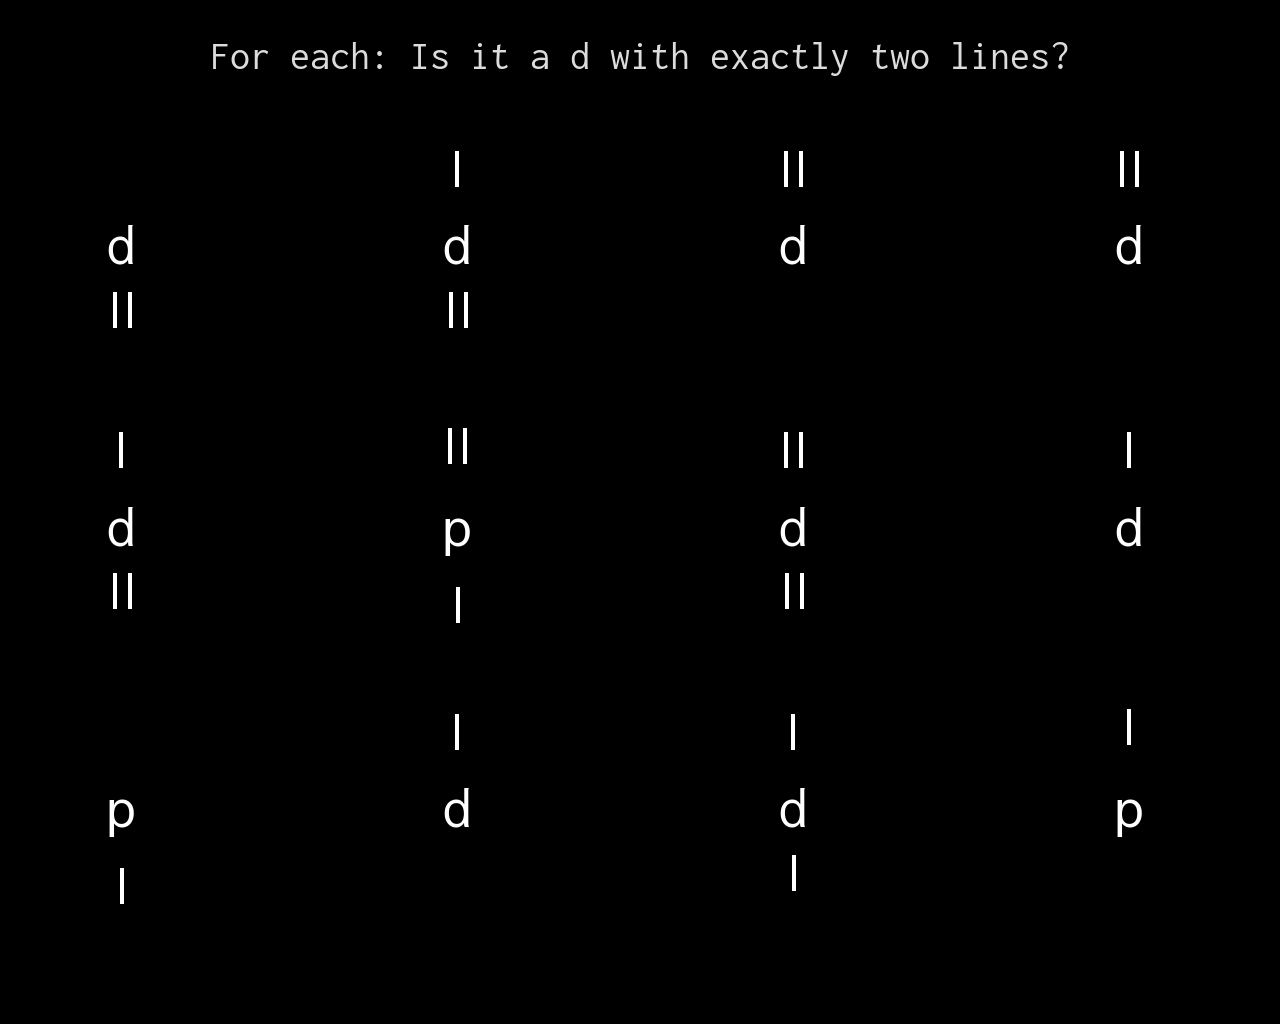 For each: Is it a d with exactly two lines?
| || ||
d d d d
|| ||
| || || |
d p d d
|| | ||
| | |
p d d p
| |